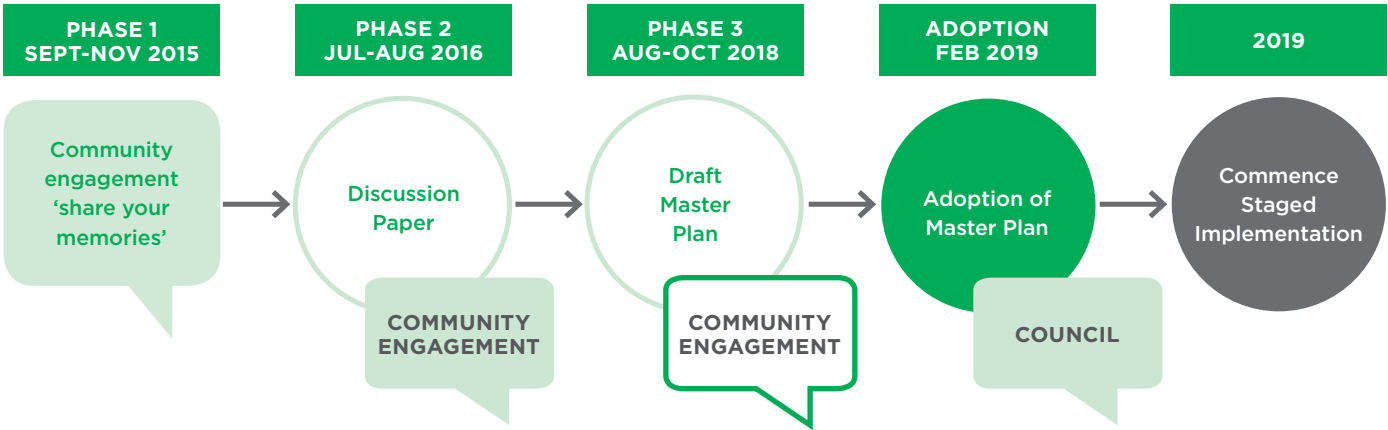 PHASE 1
SEPT-NOV 2015
PHASE 2
JUL-AUG 2016
PHASE 3
AUG-OCT 2018
ADOPTION
FEB 2019
2019
Community
engagement
‘share your
memories’
Discussion
Paper
COMMUNITY
ENGAGEMENT
Draft
Master
Plan
COMMUNITY
ENGAGEMENT
Adoption of
Master Plan
COUNCIL
Commence
Staged
Implementation